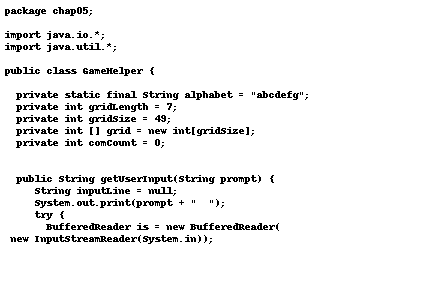 package chap05;
import java.io.*;
import java.util.*;
public class GameHelper {
private static final String alphabet = "abcdefg";
private int gridLength = 7;
private int gridSize = 49;
private int [] grid = new int[gridSize];
private int comCount = 0;
public String getUserInput(String prompt) {
String inputLine = null;
System.out.print(prompt + "  ");
try {
BufferedReader is = new BufferedReader(
new InputStreamReader(System.in));